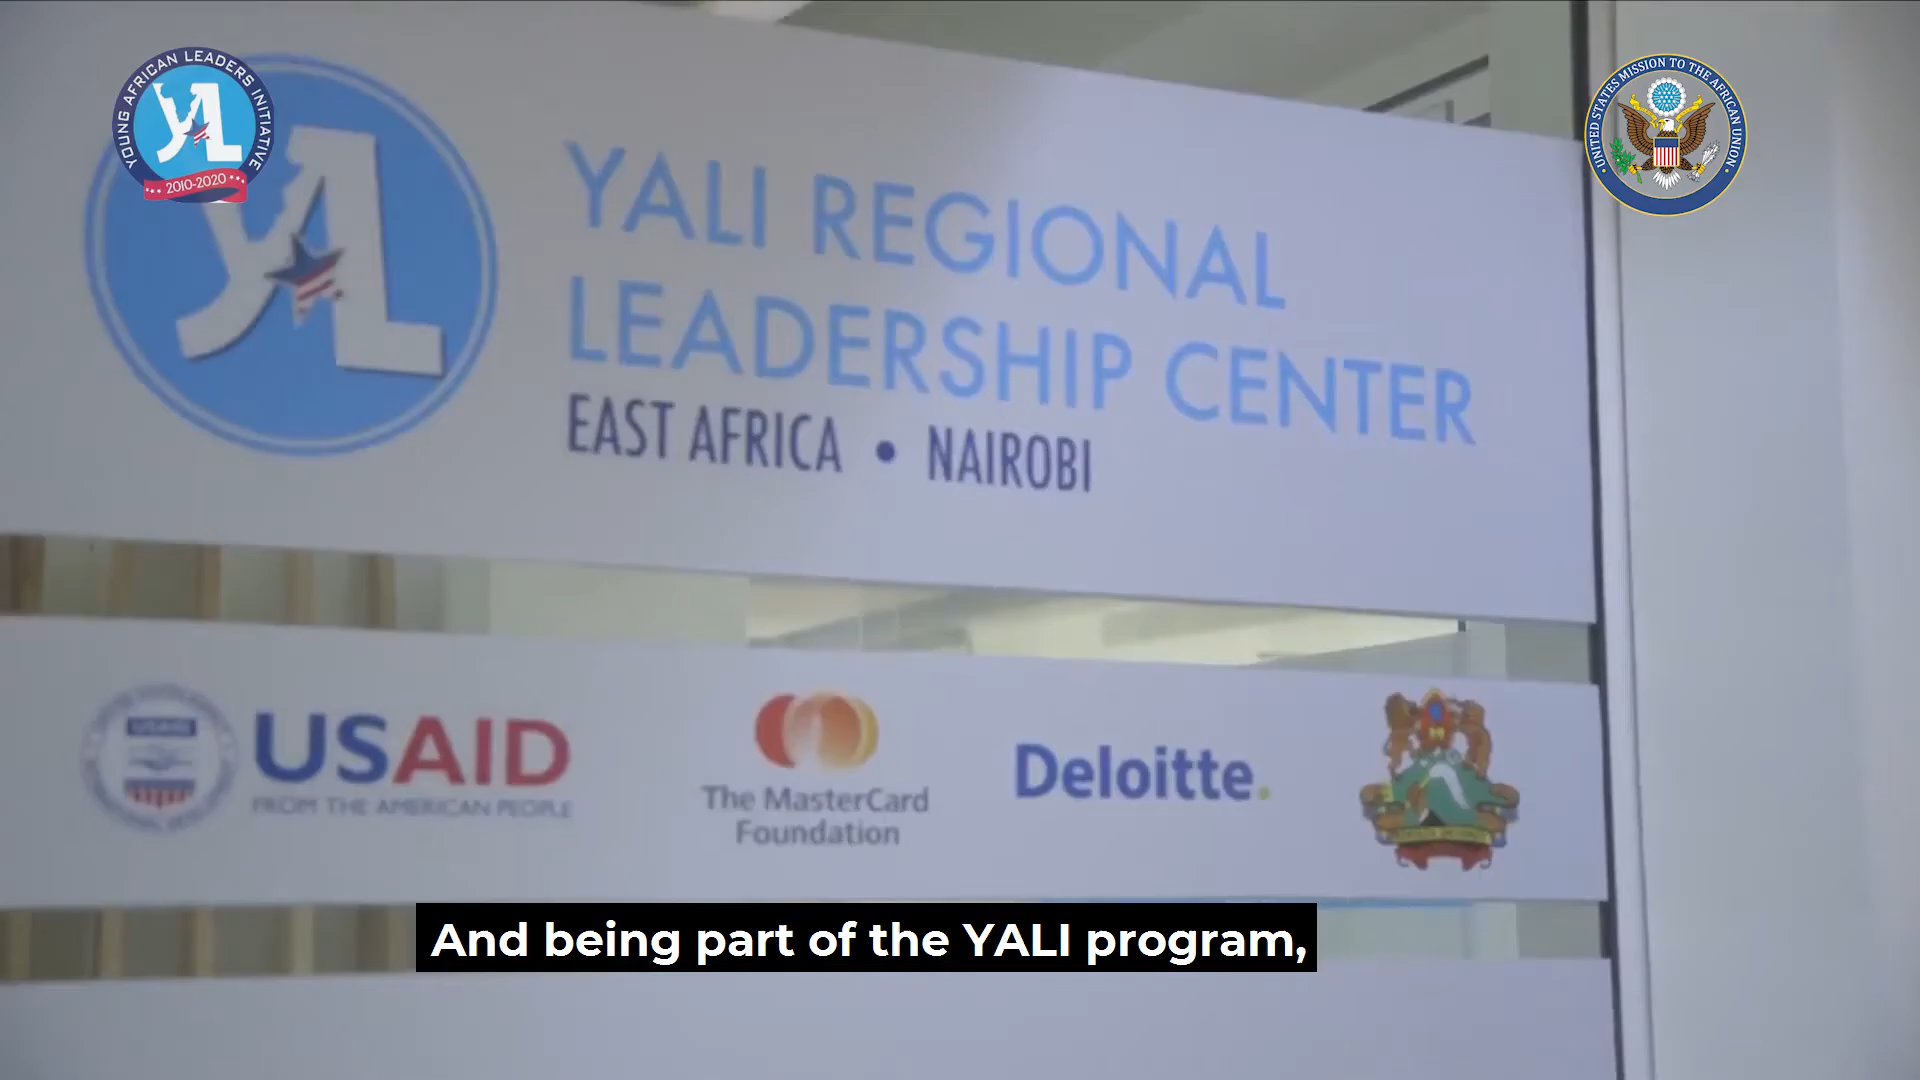 YOUNG AFRICAN LEADERS INITIATIVE
2010-2020
UNITED STATES MISSION TO THE AFRICAN UNION
YALI REGIONAL
LEADERSHIP CENTER
EAST AFRICA • NAIROBI
USAID
USAID
FROM THE AMERICAN PEOPLE
The MasterCard
Foundation
Deloitte.
And being part of the YALI program,